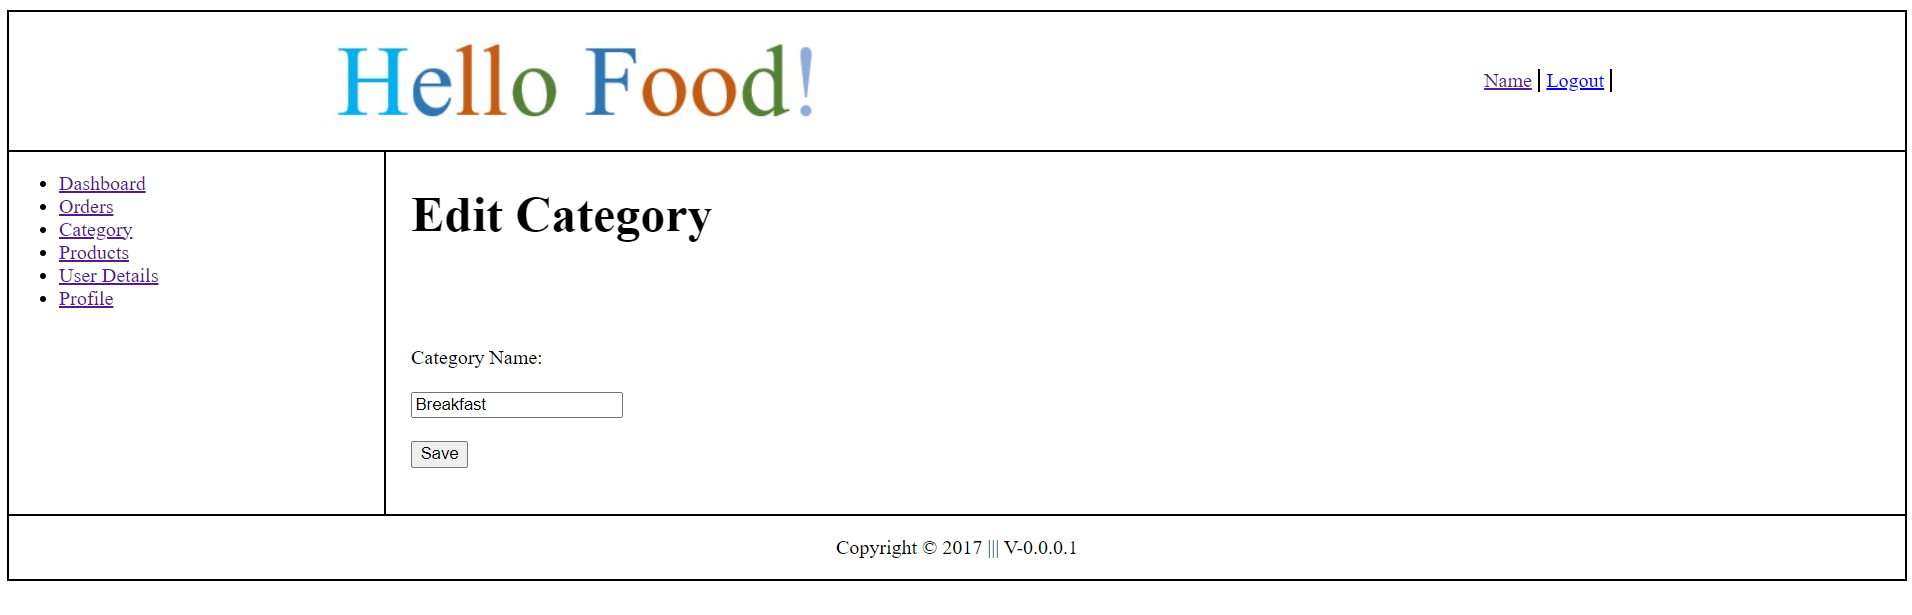 Hello Food!
Name | Logout |
Dashboard
Orders
Category
Products
User Details
Profile
Edit Category
Category Name:
Breakfast
Save
Copyright © 2017 ||| V-0.0.0.1